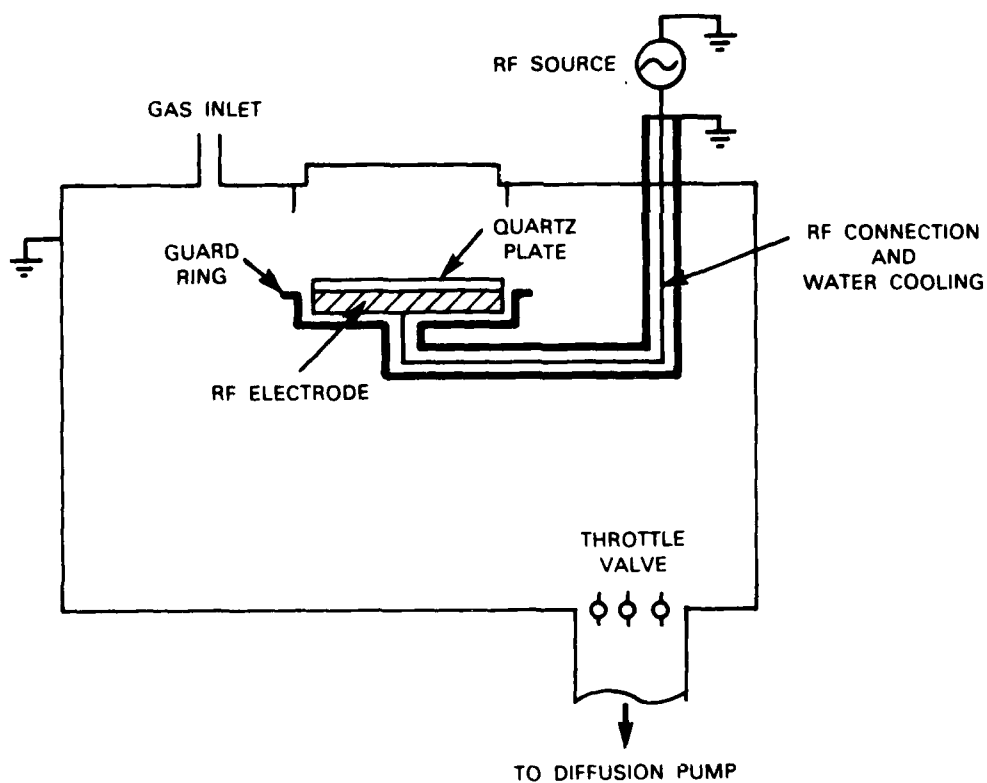 RF SOURCE
GAS INLET
QUARTZ
PLATE
RF CONNECTION
AND
WATER COOLING
GUARD
RING
RF ELECTRODE
THROTTLE
VALVE
TO DIFFUSION PUMP